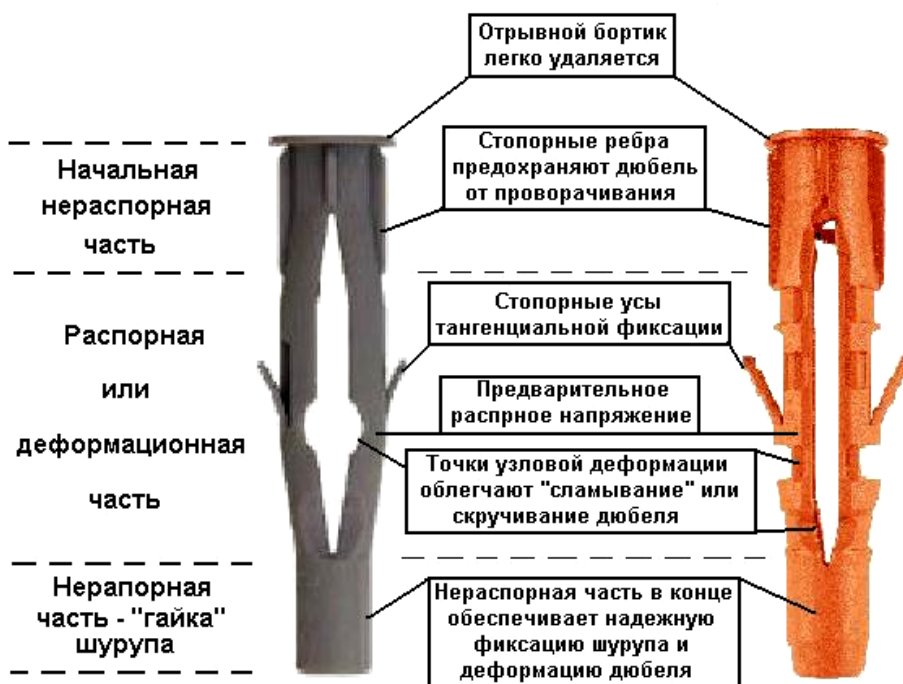 Отрывной бортик
легко удаляется
Начальная
нераспорная
часть
Стопорные ребра
предохраняют дюбель
от проворачивания
Распорная
или
деформационная
часть
Стопорные усы
тангенциальной фиксации
Предварительное
распрное напряжение
Точки узловой деформации
облегчают "сламывание" или
скручивание дюбеля
Нерапорная
часть - "гайка"
шурупа
Нераспорная часть в конце
обеспечивает надежную
фиксацию шурупа и
деформацию дюбеля